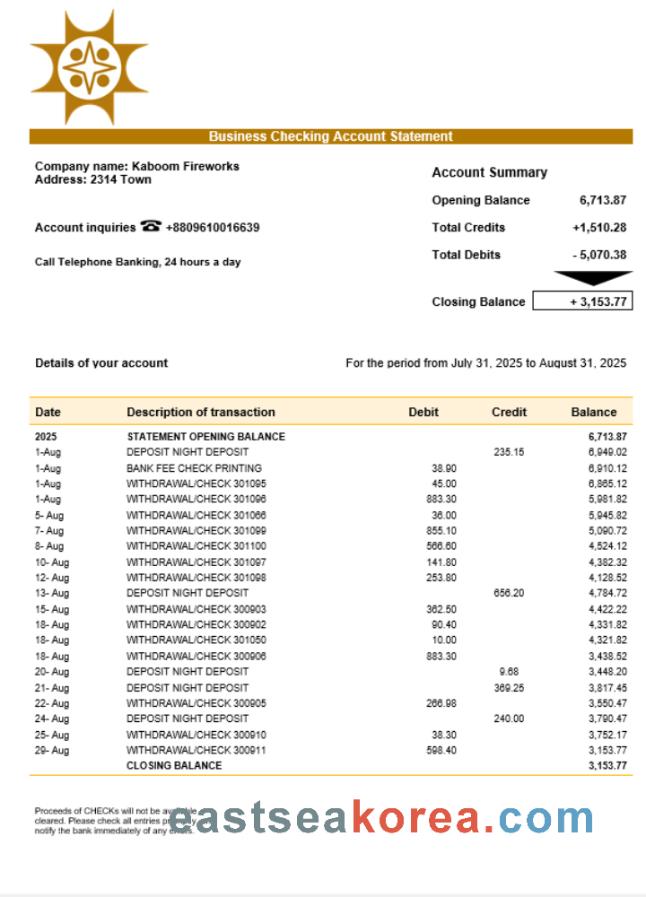 Business Checking Account Statement
Company name: Kaboom Fireworks
Address: 2314 Town
Account inquiries ☎ +8809610016639
Call Telephone Banking, 24 hours a day
Account Summary
Opening Balance 6,713.87
Total Credits +1,510.28
Total Debits - 5,070.38
Closing Balance + 3,153.77
Details of your account For the period from July 31, 2025 to August 31, 2025
Date Description of transaction Debit Credit Balance
2025 STATEMENT OPENING BALANCE 6,713.87
1-Aug DEPOSIT NIGHT DEPOSIT 235.15 6,949.02
1-Aug BANK FEE CHECK PRINTING 38.90 6,910.12
1-Aug WITHDRAWAL/CHECK 301095 45.00 6,865.12
1-Aug WITHDRAWAL/CHECK 301096 883.30 5,981.82
5- Aug WITHDRAWAL/CHECK 301066 36.00 5,945.82
7- Aug WITHDRAWAL/CHECK 301099 855.10 5,090.72
8- Aug WITHDRAWAL/CHECK 301100 566.60 4,524.12
10- Aug WITHDRAWAL/CHECK 301097 141.80 4,382.32
12- Aug WITHDRAWAL/CHECK 301098 253.80 4,128.52
13- Aug DEPOSIT NIGHT DEPOSIT 656.20 4,784.72
15- Aug WITHDRAWAL/CHECK 300903 362.50 4,422.22
18- Aug WITHDRAWAL/CHECK 300902 90.40 4,331.82
18- Aug WITHDRAWAL/CHECK 301050 10.00 4,321.82
18- Aug WITHDRAWAL/CHECK 300906 883.30 3,438.52
20- Aug DEPOSIT NIGHT DEPOSIT 9.68 3,448.20
21- Aug DEPOSIT NIGHT DEPOSIT 369.25 3,817.45
22- Aug WITHDRAWAL/CHECK 300905 266.98 3,550.47
24- Aug DEPOSIT NIGHT DEPOSIT 240.00 3,790.47
25- Aug WITHDRAWAL/CHECK 300910 38.30 3,752.17
29- Aug WITHDRAWAL/CHECK 300911 598.40 3,153.77
CLOSING BALANCE 3,153.77
Proceeds of CHECKs will not be
cleared. Please check all entries
notify the bank immediately of any
eastseakorea.com